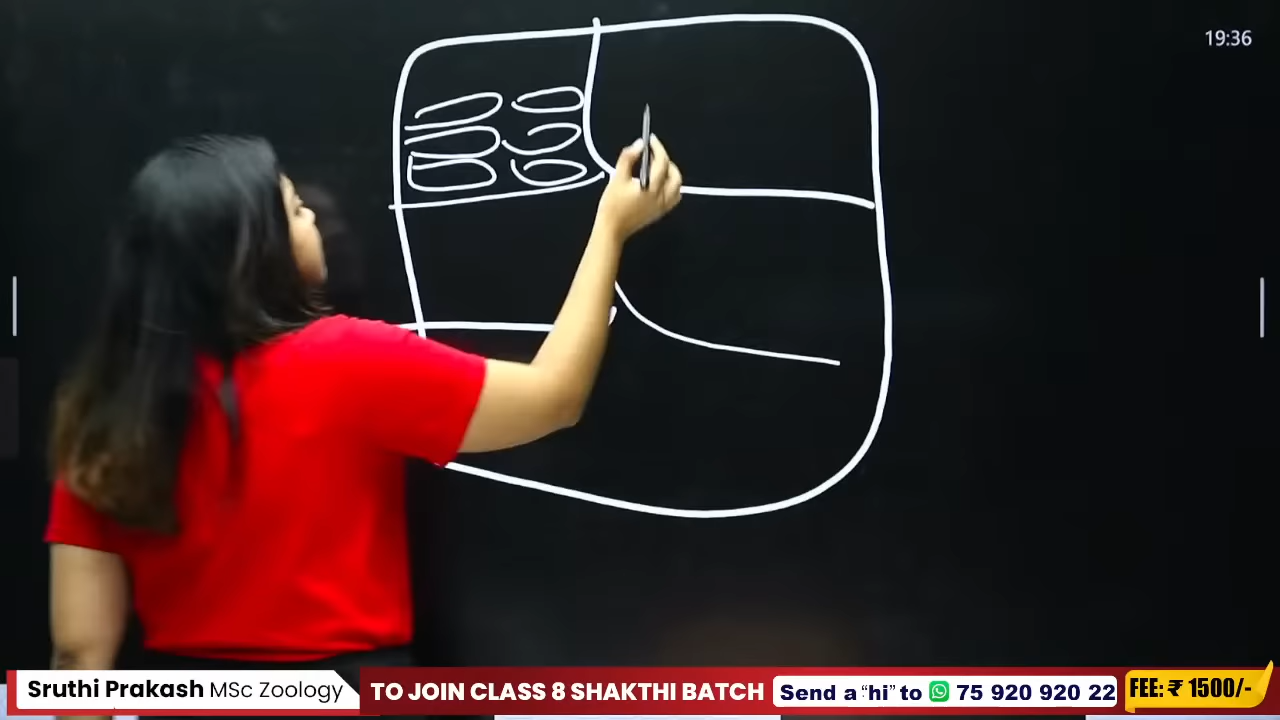 19:36
Sruthi Prakash MSc Zoology
TO JOIN CLASS 8 SHAKTHI BATCH
Send a “hi” to 75 920 920 22
FEE: ₹ 1500/-